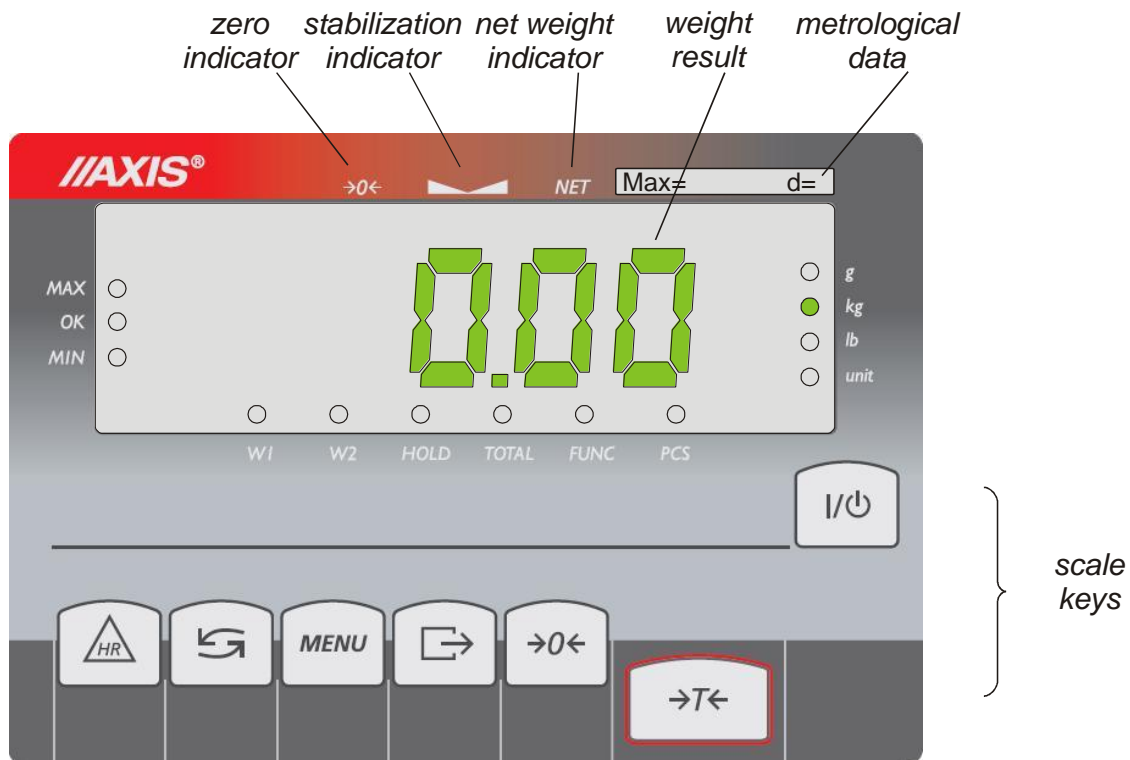 zero indicator
stabilization indicator
net weight indicator
weight result
metrological data
//AXIS®
→0←
NET
Max= d=
0.00
MAX
OK
MIN
g
kg
lb
unit
W1 W2 HOLD TOTAL FUNC PCS
I/⏻
scale keys
HR
MENU
→0←
→T←